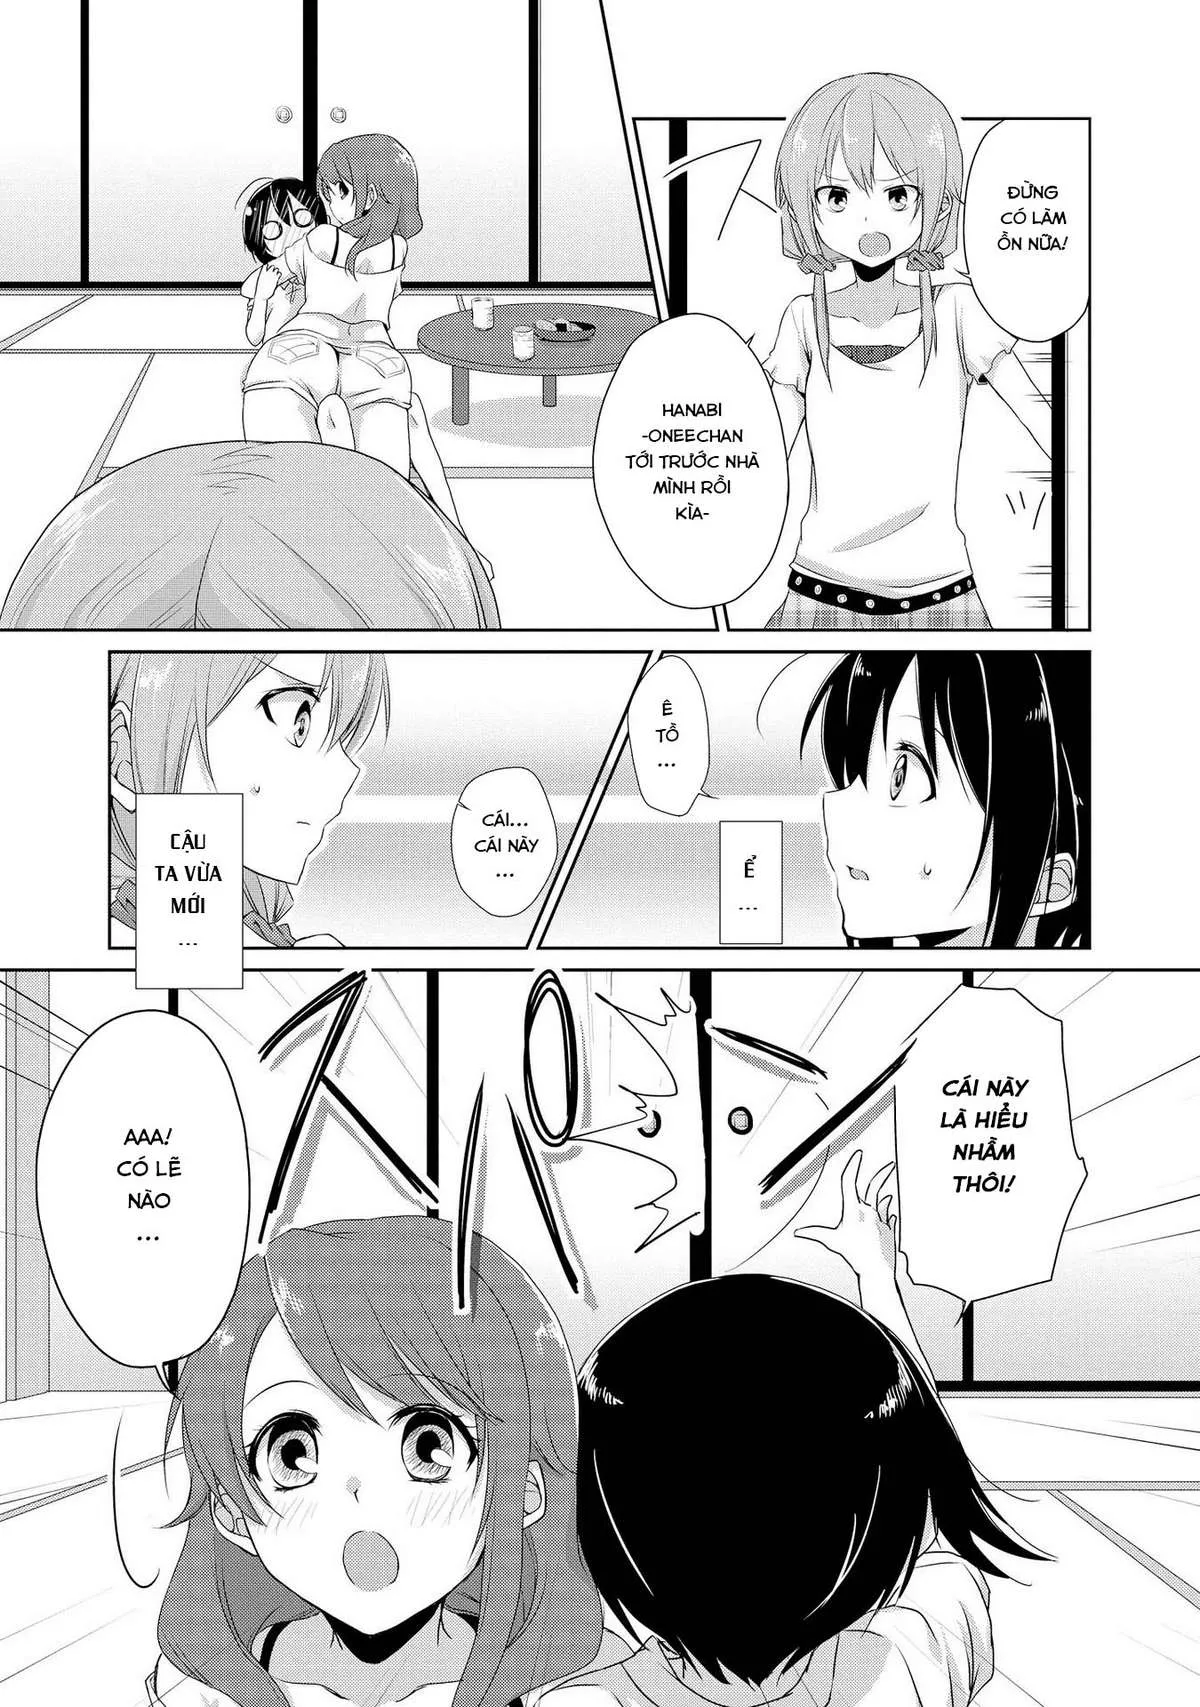 ĐỪNG
CÓ LÀM
ỒN NỮA!
HANABI
-ONEECHAN
TỚI TRƯỚC NHÀ
MÌNH RỒI
KÌA-
Ê
TỒ
...
Ể
...
CÁI...
CÁI NÀY
...
CẬU
TA VỪA
MỚI
...
CÁI NÀY
LÀ HIỂU
NHẦM
THÔI!
AAA!
CÓ LẼ
NÀO
...